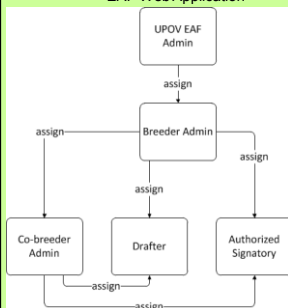 EAF Web Application
UPOV EAF
Admin
assign
Breeder Admin
assign
assign
assign
Co-breeder
Admin
Drafter
Authorized
Signatory
assign
assign